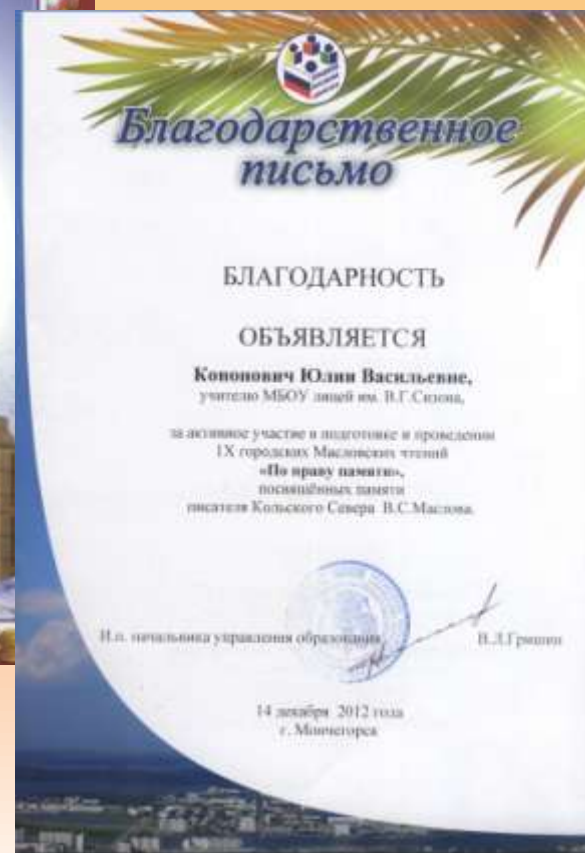 Благодарственное
письмо
БЛАГОДАРНОСТЬ
ОБЪЯВЛЯЕТСЯ
Кононович Юлии Васильевне,
учителю МБОУ лицей им. В.Г.Сизова,
за активное участие в подготовке и проведении
IX городских Масловских чтений
«По праву памяти»,
посвящённых памяти
писателя Кольского Севера В.С.Маслова.
И.о. начальника управления образования
В.Л.Гришин
14 декабря 2012 года
г. Мончегорск